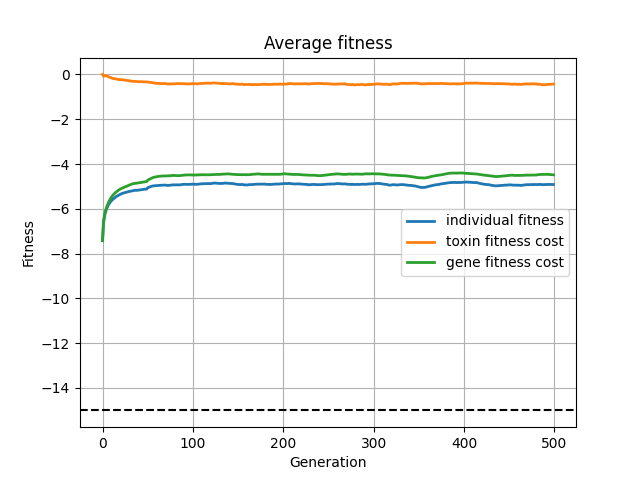 Average fitness
0
−2
−4
−6
−8
−10
−12
−14
Fitness
individual fitness
toxin fitness cost
gene fitness cost
0 100 200 300 400 500
Generation